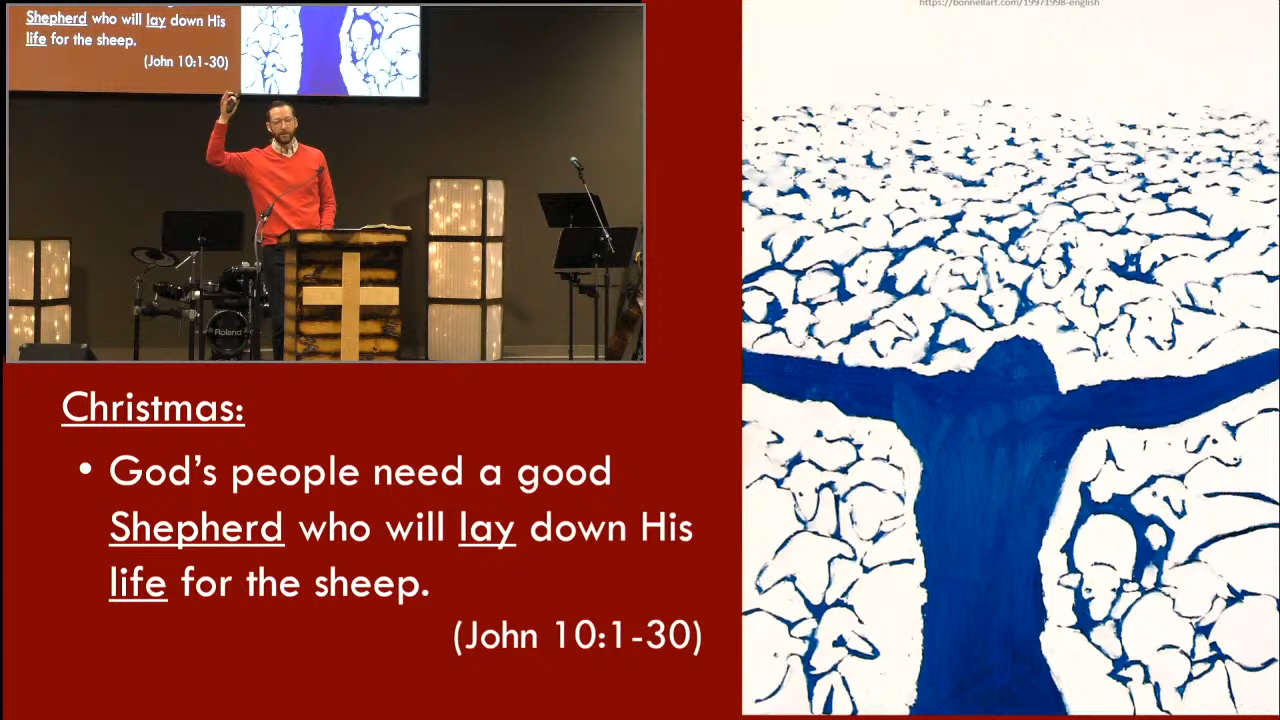 https://bonnellart.com/19971998-english
Shepherd who will lay down His
life for the sheep.
(John 10:1-30)
Roland
Christmas:
• God’s people need a good
Shepherd who will lay down His
life for the sheep.
(John 10:1-30)